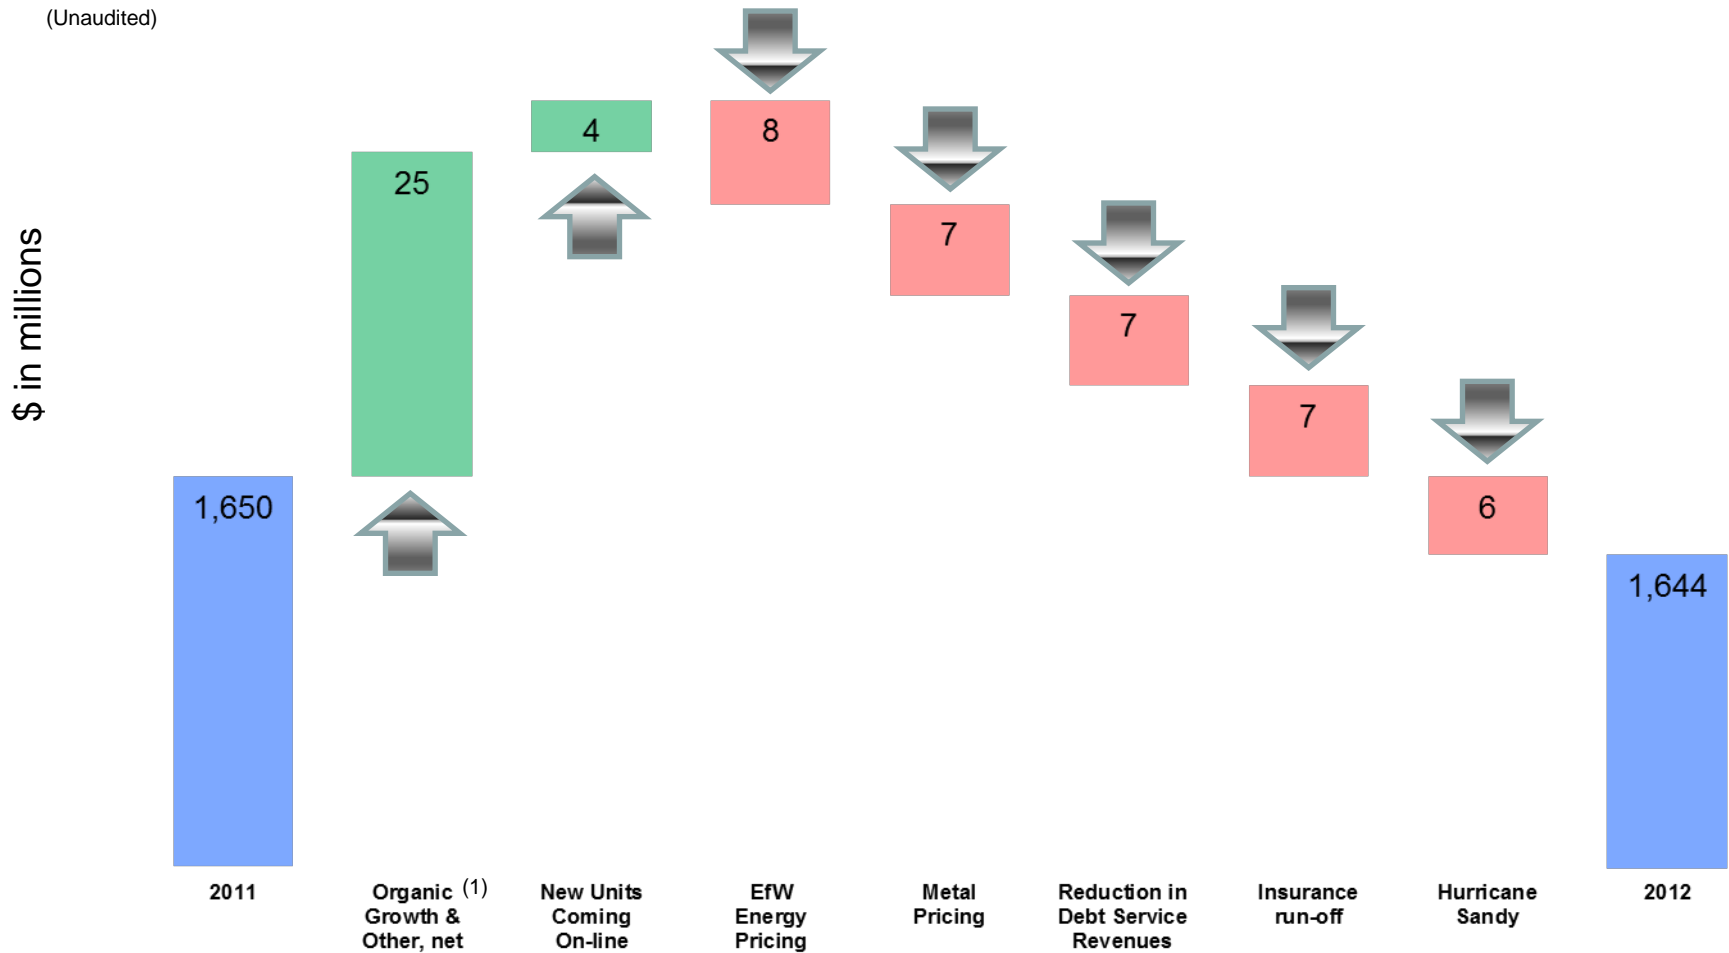 (Unaudited)
$ in millions
4
8
25
7
7
7
1,650
6
1,644
2011
Organic (1)
Growth &
Other, net
New Units
Coming
On-line
EfW
Energy
Pricing
Metal
Pricing
Reduction in
Debt Service
Revenues
Insurance
run-off
Hurricane
Sandy
2012